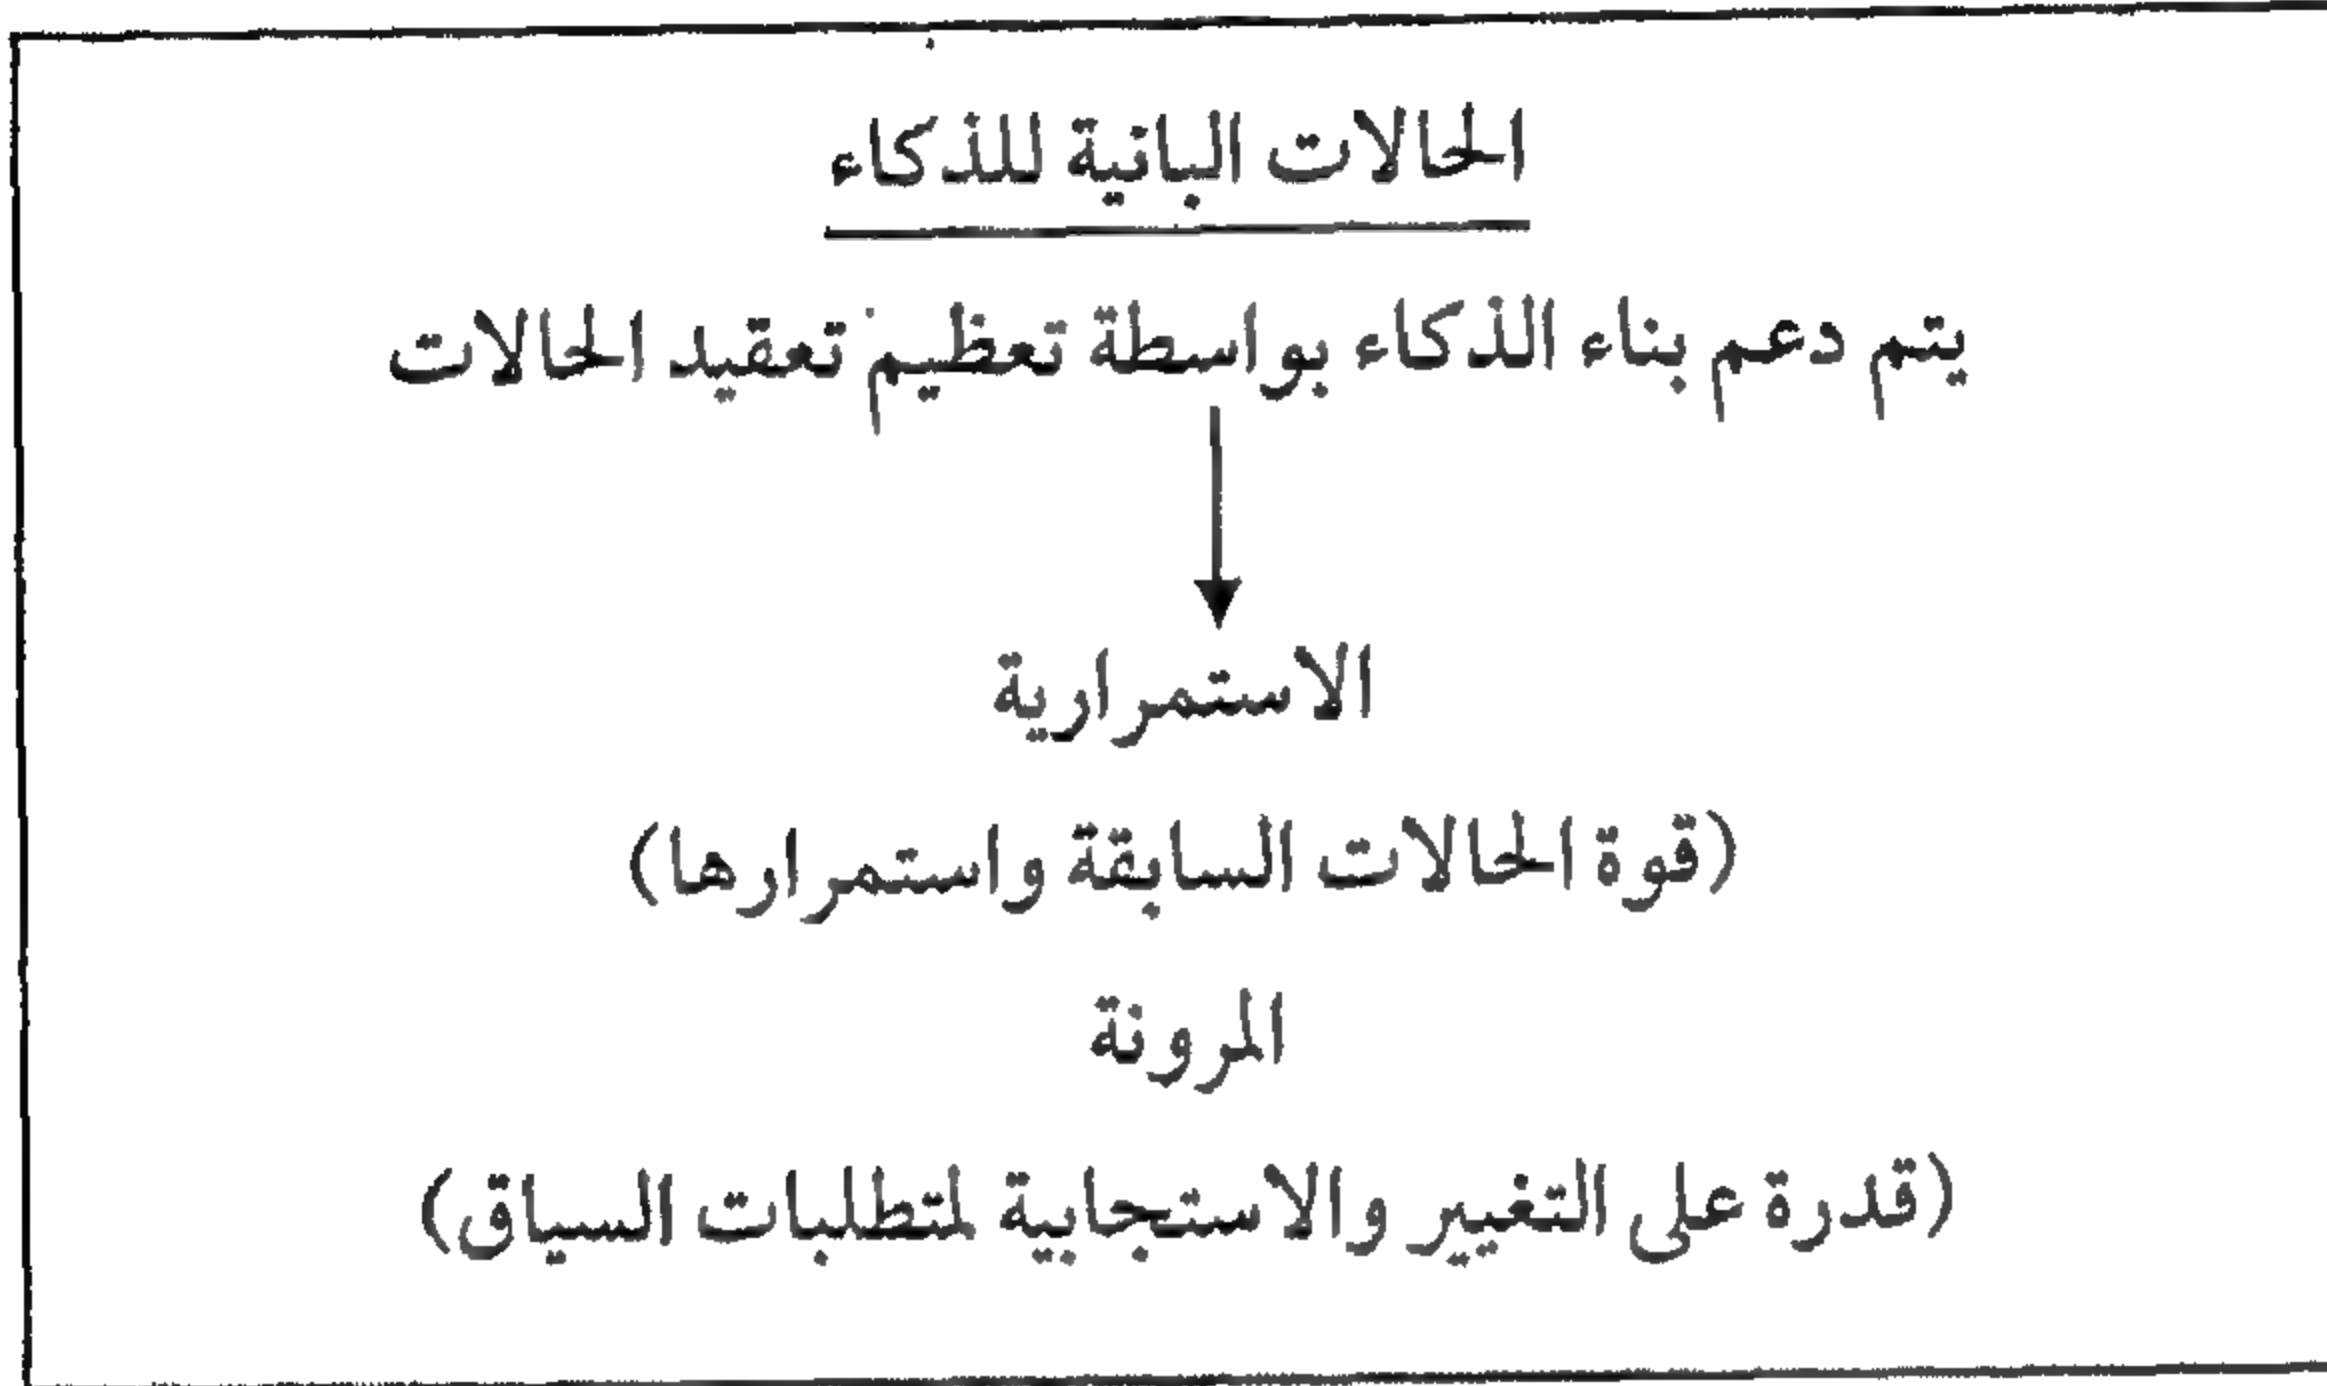 الحالات البانية للذكاء
يتم دعم بناء الذكاء بواسطة تعظيم تعقيد الحالات
الاستمرارية
(قوة الحالات السابقة واستمرارها)
المرونة
(قدرة على التغيير والاستجابية لمتطلبات السياق)